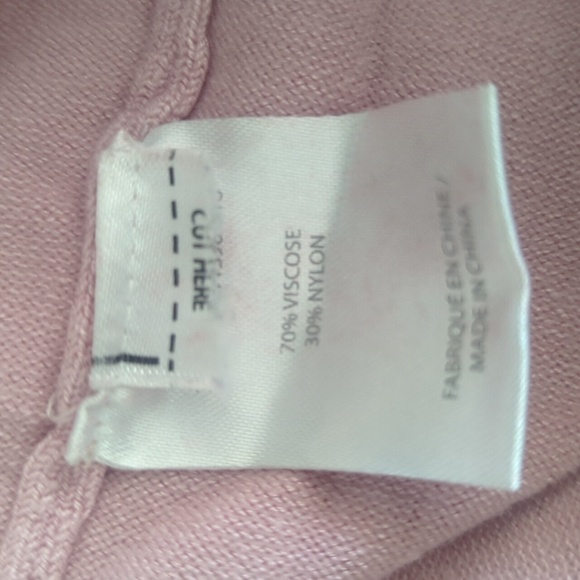 CUT HERE
70% VISCOSE
30% NYLON
FABRIQUÉ EN CHINE /
MADE IN CHINA